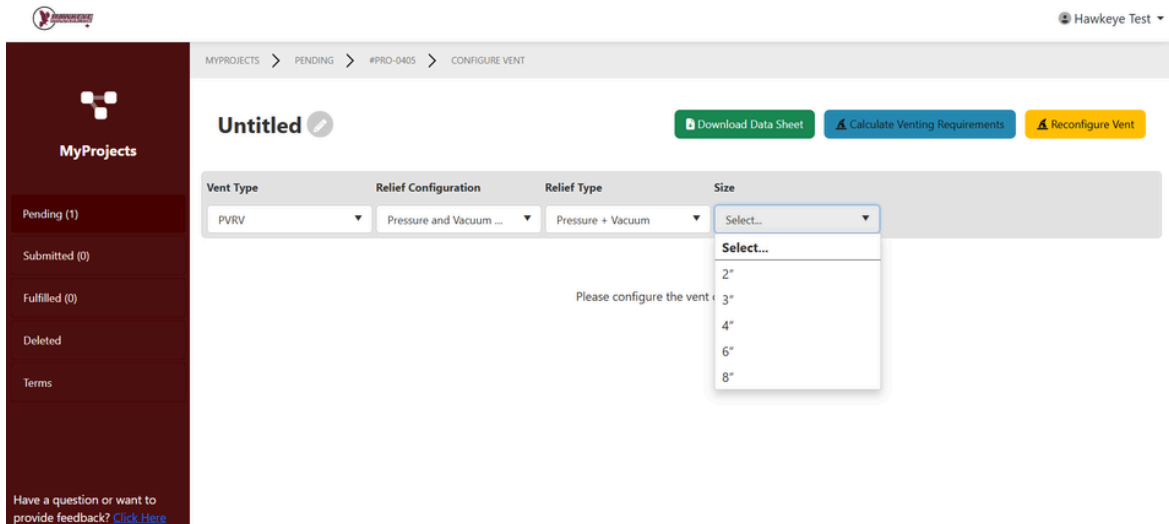 HAWKEYE
Hawkeye Test
MYPROJECTS > PENDING > #PRO-0405 > CONFIGURE VENT
MyProjects
Pending (1)
Submitted (0)
Fulfilled (0)
Deleted
Terms
Have a question or want to
provide feedback? Click Here
Untitled
Download Data Sheet
Calculate Venting Requirements
Reconfigure Vent
Vent Type
Relief Configuration
Relief Type
Size
PVRV
Pressure and Vacuum ...
Pressure + Vacuum
Select...
Select...
2″
3″
4″
6″
8″
Please configure the vent